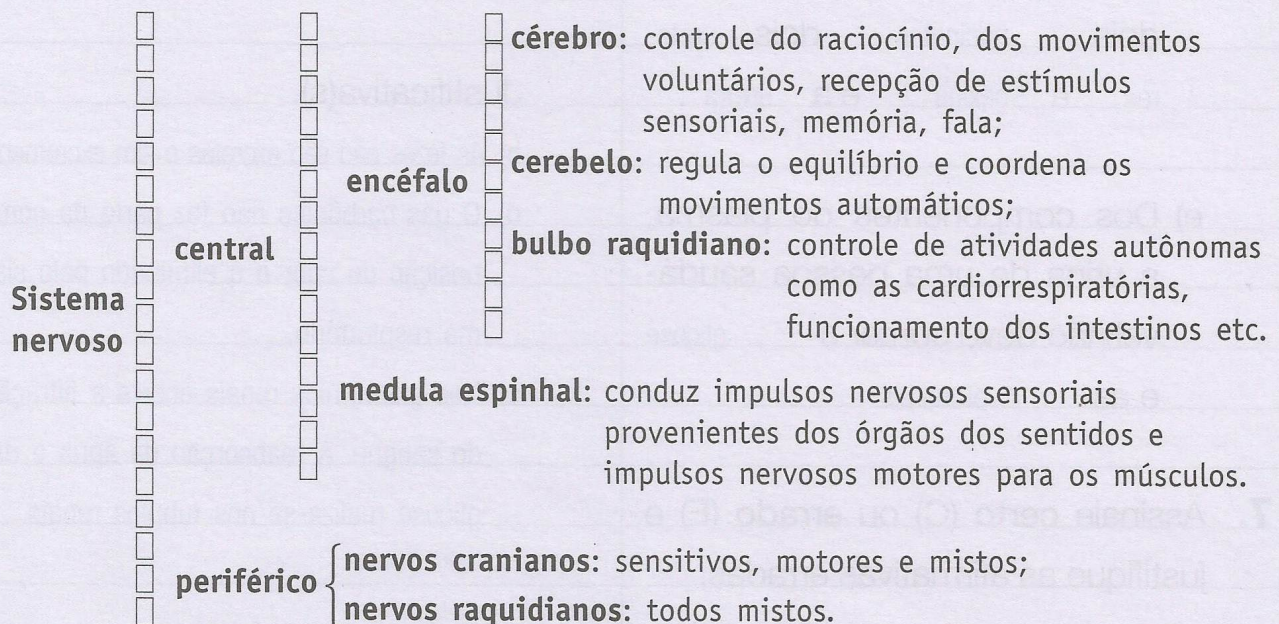 cérebro: controle do raciocínio, dos movimentos
voluntários, recepção de estímulos
sensoriais, memória, fala;
encéfalo
cerebelo: regula o equilíbrio e coordena os
movimentos automáticos;
central
bulbo raquidiano: controle de atividades autônomas
como as cardiorrespiratórias,
funcionamento dos intestinos etc.
Sistema
nervoso
medula espinhal: conduz impulsos nervosos sensoriais
provenientes dos órgãos dos sentidos e
impulsos nervosos motores para os músculos.
periférico
nervos cranianos: sensitivos, motores e mistos;
nervos raquidianos: todos mistos.
7. Assinale certo (C) ou errado (E) e
justifique as afirmativas erradas.